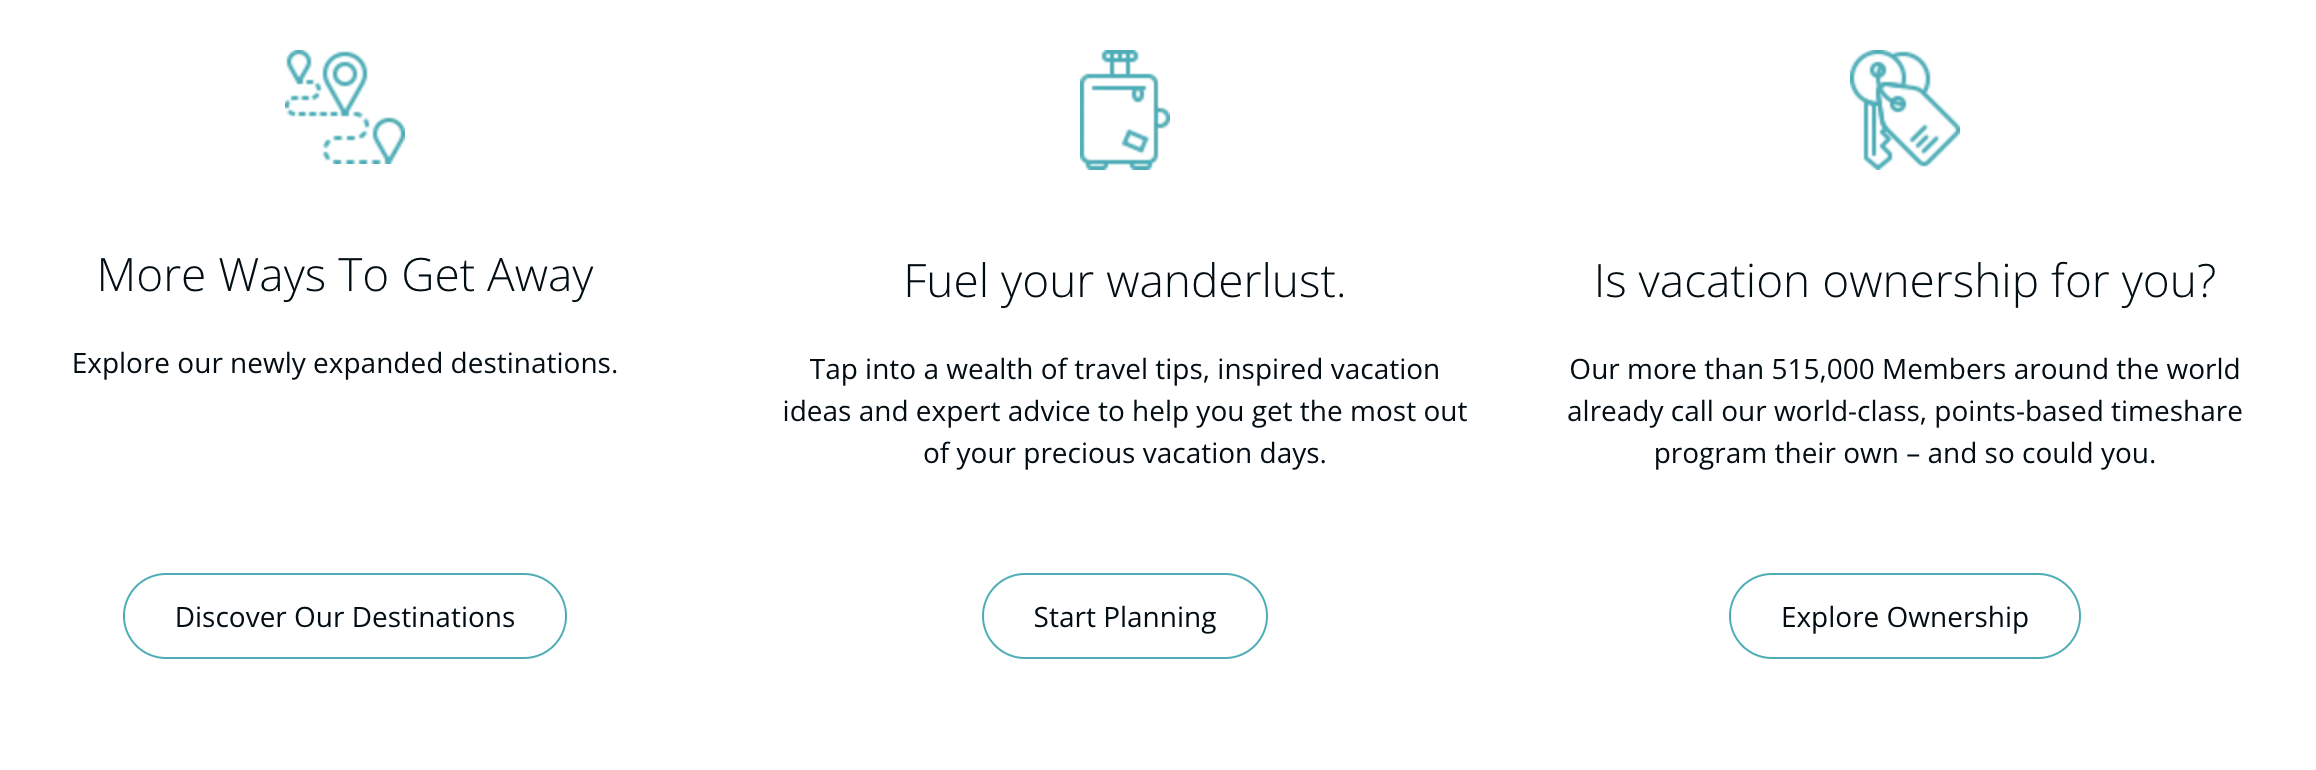 More Ways To Get Away
Explore our newly expanded destinations.
Discover Our Destinations
Fuel your wanderlust.
Tap into a wealth of travel tips, inspired vacation
ideas and expert advice to help you get the most out
of your precious vacation days.
Start Planning
Is vacation ownership for you?
Our more than 515,000 Members around the world
already call our world-class, points-based timeshare
program their own – and so could you.
Explore Ownership